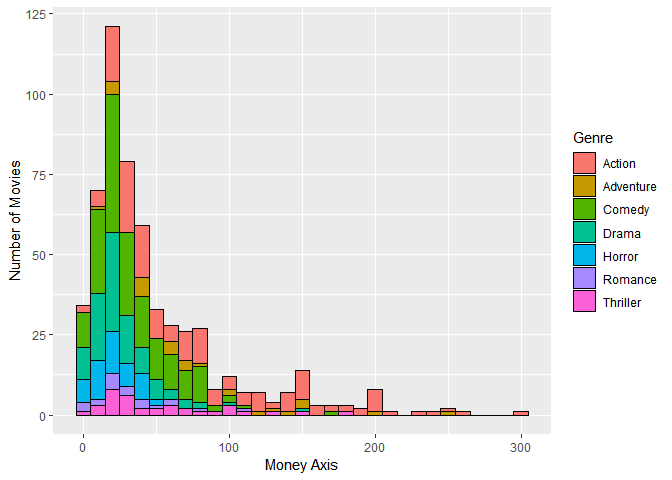 125
100
75
50
25
0
Number of Movies
0
100
200
300
Money Axis
Genre
Action
Adventure
Comedy
Drama
Horror
Romance
Thriller